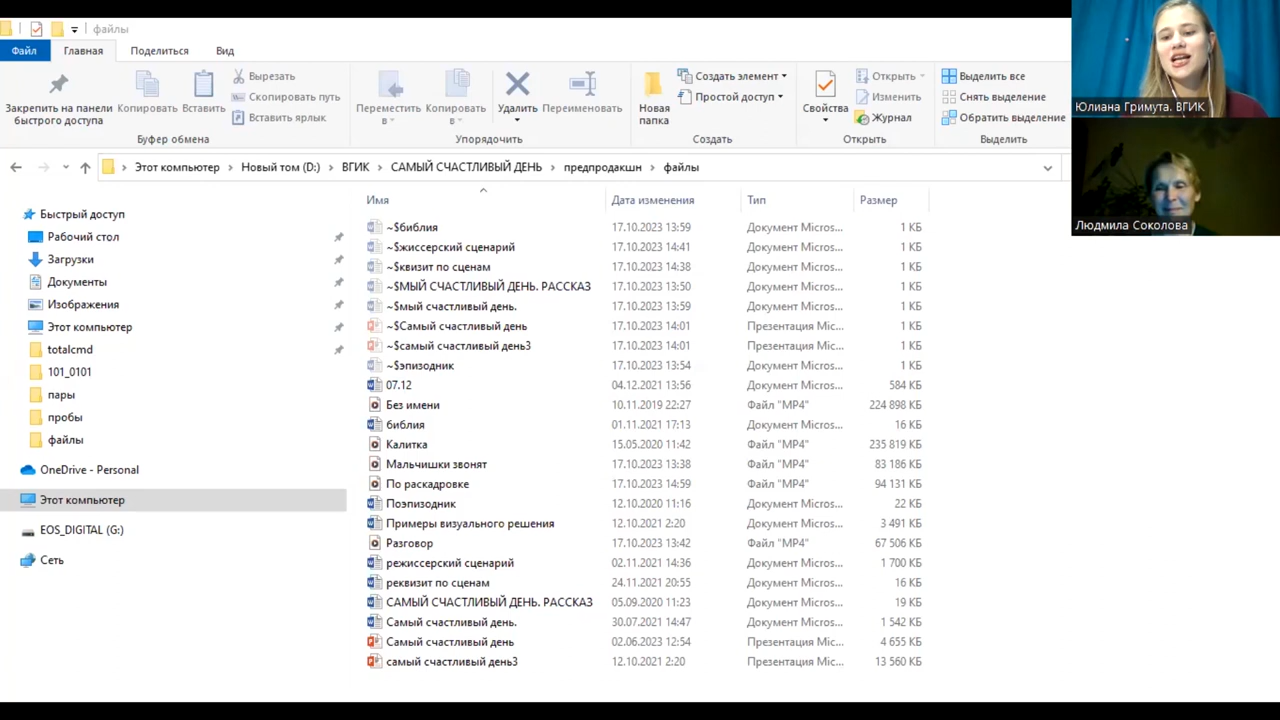 файлы
Файл Главная Поделиться Вид
Закрепить на панели быстрого доступа
Копировать
Вставить
Вырезать
Скопировать путь
Вставить ярлык
Буфер обмена
Переместить в
Копировать в
Удалить
Переименовать
Упорядочить
Новая папка
Создать элемент
Простой доступ
Создать
Свойства
Открыть
Изменить
Журнал
Открыть
Выделить все
Снять выделение
Обратить выделение
Выделить
Юлиана Гримута. ВГИК
Людмила Соколова
Этот компьютер > Новый том (D:) > ВГИК > САМЫЙ СЧАСТЛИВЫЙ ДЕНЬ > предпродакшн > файлы
Быстрый доступ
Рабочий стол
Загрузки
Документы
Изображения
Этот компьютер
totalcmd
101_0101
пары
пробы
файлы
OneDrive - Personal
Этот компьютер
EOS_DIGITAL (G:)
Сеть
Имя Дата изменения Тип Размер
~$библия 17.10.2023 13:59 Документ Micros... 1 КБ
~$жиссерский сценарий 17.10.2023 14:41 Документ Micros... 1 КБ
~$квизит по сценам 17.10.2023 14:38 Документ Micros... 1 КБ
~$МЫЙ СЧАСТЛИВЫЙ ДЕНЬ. РАССКАЗ 17.10.2023 13:50 Документ Micros... 1 КБ
~$мый счастливый день. 17.10.2023 13:59 Документ Micros... 1 КБ
~$Самый счастливый день 17.10.2023 14:01 Презентация Mic... 1 КБ
~$самый счастливый день3 17.10.2023 14:01 Презентация Mic... 1 КБ
~$эпизодник 17.10.2023 13:54 Документ Micros... 1 КБ
07.12 04.12.2021 13:56 Документ Micros... 584 КБ
Без имени 10.11.2019 22:27 Файл "MP4" 224 898 КБ
библия 01.11.2021 17:13 Документ Micros... 16 КБ
Калитка 15.05.2020 11:42 Файл "MP4" 235 819 КБ
Мальчишки звонят 17.10.2023 13:38 Файл "MP4" 83 186 КБ
По раскадровке 17.10.2023 14:59 Файл "MP4" 94 131 КБ
Поэпизодник 12.10.2020 11:16 Документ Micros... 22 КБ
Примеры визуального решения 12.10.2021 2:20 Документ Micros... 3 491 КБ
Разговор 17.10.2023 13:42 Файл "MP4" 67 506 КБ
режиссерский сценарий 02.11.2021 14:36 Документ Micros... 1 700 КБ
реквизит по сценам 24.11.2021 20:55 Документ Micros... 16 КБ
САМЫЙ СЧАСТЛИВЫЙ ДЕНЬ. РАССКАЗ 05.09.2020 11:23 Документ Micros... 19 КБ
Самый счастливый день. 30.07.2021 14:47 Документ Micros... 1 542 КБ
Самый счастливый день 02.06.2023 12:54 Презентация Mic... 4 655 КБ
самый счастливый день3 12.10.2021 2:20 Презентация Mic... 13 560 КБ